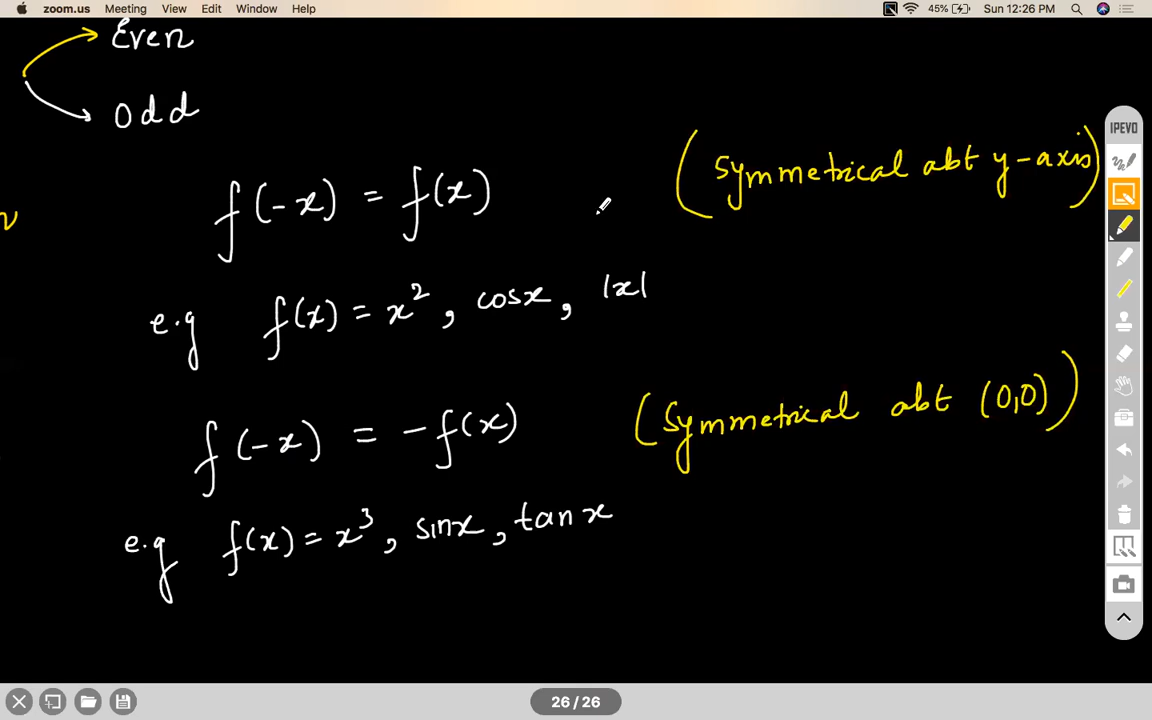 zoom.us Meeting View Edit Window Help 45% Sun 12:26 PM
Even
Odd
(Symmetrical abt y-axis)
f(-x) = f(x)
e.g f(x) = x², cosx, |x|
(Symmetrical abt (0,0))
f(-x) = -f(x)
e.g f(x) = x³, sinx, tan x
IPEVO
26 / 26